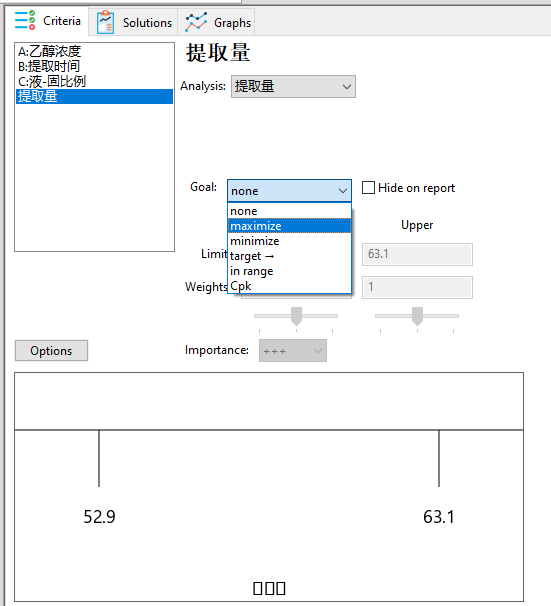 Criteria
Solutions
Graphs
A:乙醇浓度
B:提取时间
C:液-固比例
提取量
提取量
Analysis: 提取量
Goal: none
Hide on report
none
maximize
minimize
target →
in range
Cpk
Upper
Limit
63.1
Weights
1
Options
Importance: +++
52.9
63.1